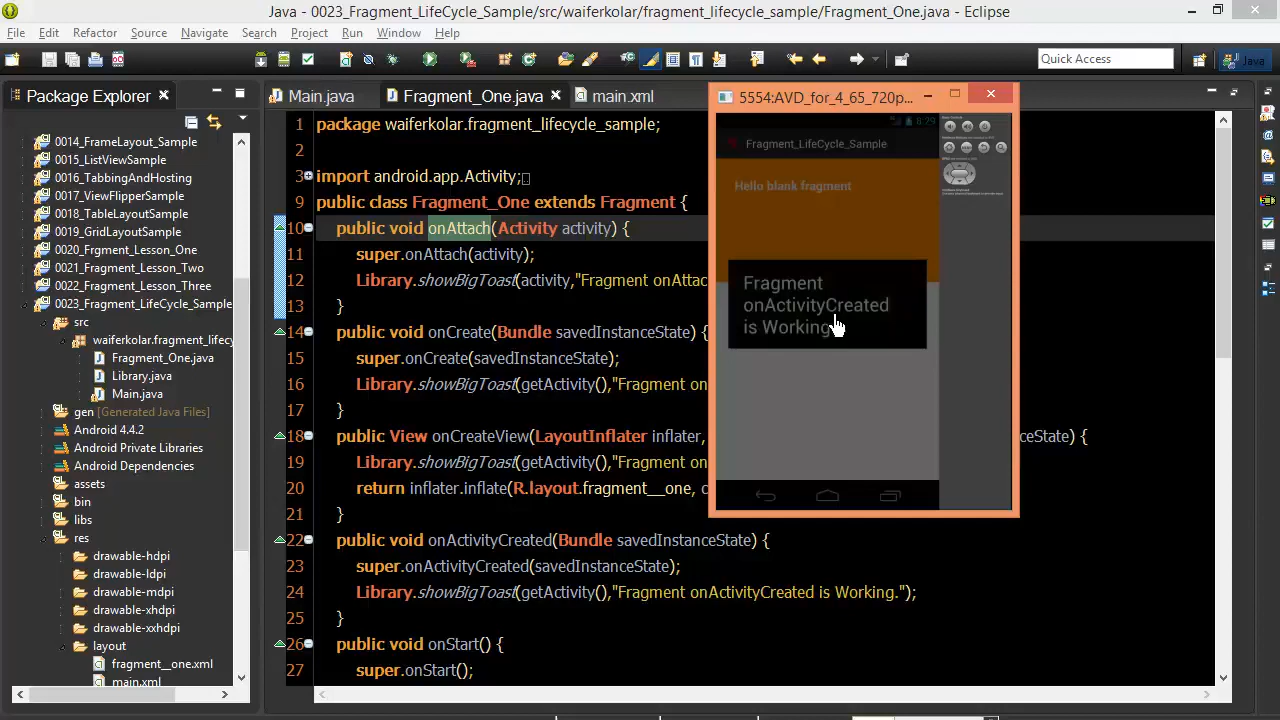 Java - 0023_Fragment_LifeCycle_Sample/src/waiferkolar/fragment_lifecycle_sample/Fragment_One.java - Eclipse
File Edit Refactor Source Navigate Search Project Run Window Help
Quick Access
Java
Package Explorer
0014_FrameLayout_Sample
0015_ListViewSample
0016_TabbingAndHosting
0017_ViewFlipperSample
0018_TableLayoutSample
0019_GridLayoutSample
0020_Frgment_Lesson_One
0021_Fragment_Lesson_Two
0022_Fragment_Lesson_Three
0023_Fragment_LifeCycle_Sample
src
waiferkolar.fragment_lifecy
Fragment_One.java
Library.java
Main.java
gen [Generated Java Files]
Android 4.4.2
Android Private Libraries
Android Dependencies
assets
bin
libs
res
drawable-hdpi
drawable-ldpi
drawable-mdpi
drawable-xhdpi
drawable-xxhdpi
layout
fragment__one.xml
main.xml
Main.java Fragment_One.java main.xml
1 package waiferkolar.fragment_lifecycle_sample;
2
3 import android.app.Activity;
9 public class Fragment_One extends Fragment {
10 public void onAttach(Activity activity) {
11 super.onAttach(activity);
12 Library.showBigToast(activity,"Fragment onAttac
13 }
14 public void onCreate(Bundle savedInstanceState) {
15 super.onCreate(savedInstanceState);
16 Library.showBigToast(getActivity(),"Fragment on
17 }
18 public View onCreateView(LayoutInflater inflater, eState) {
19 Library.showBigToast(getActivity(),"Fragment on
20 return inflater.inflate(R.layout.fragment__one, c
21 }
22 public void onActivityCreated(Bundle savedInstanceState) {
23 super.onActivityCreated(savedInstanceState);
24 Library.showBigToast(getActivity(),"Fragment onActivityCreated is Working.");
25 }
26 public void onStart() {
27 super.onStart();
5554:AVD_for_4_65_720p...
8:29
Fragment_LifeCycle_Sample
Hello blank fragment
Fragment
onActivityCreated
is Working